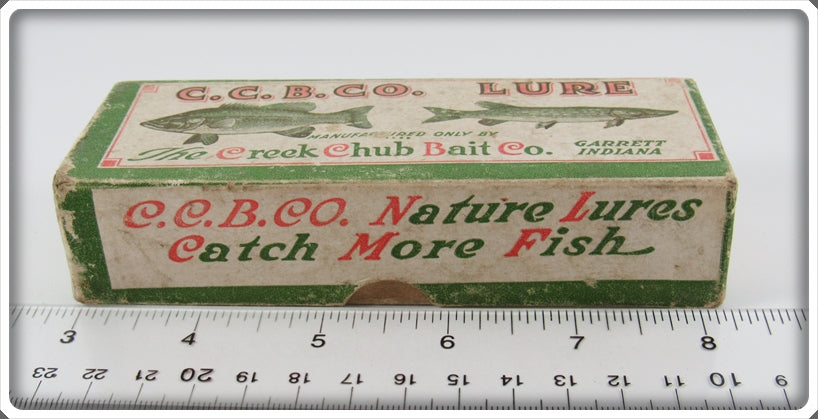 C.C.B.CO. LURE
MANUFACTURED ONLY BY
The Creek Chub Bait Co.
GARRETT
INDIANA
C.C.B.CO. Nature Lures
Catch More Fish
3 4 5 6 7 8
23 22 21 20 19 18 17 16 15 14 13 12 11 10 9